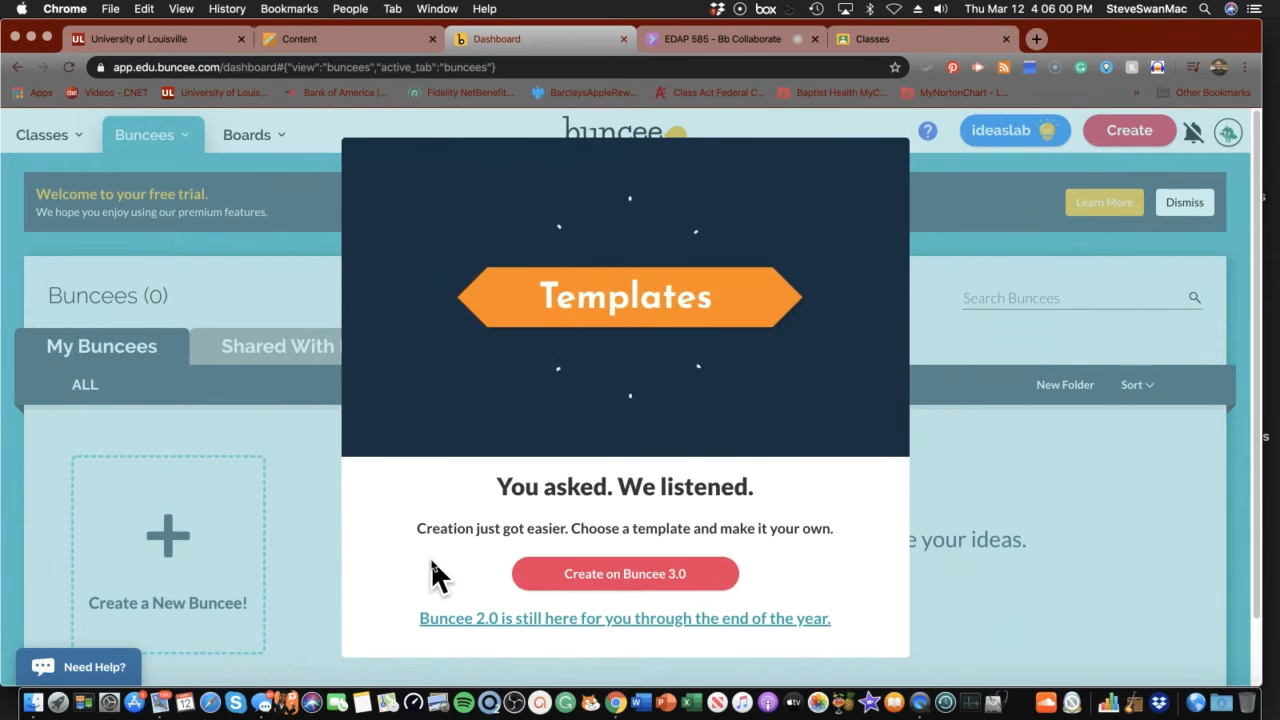 Chrome File Edit View History Bookmarks People Tab Window Help box Thu Mar 12 4:06:00 PM SteveSwanMac
University of Louisville Content Dashboard EDAP 585 - Bb Collaborate Classes
app.edu.buncee.com/dashboard#{"view":"buncees","active_tab":"buncees"}
Apps Videos - CNET University of Louis... Bank of America |... Fidelity NetBenefit... BarclaysAppleRew... Class Act Federal C... Baptist Health MyC... MyNortonChart - L... » Other Bookmarks
Classes Buncees Boards buncee ? ideaslab Create
Welcome to your free trial.
We hope you enjoy using our premium features.
Learn More Dismiss
Buncees (0) Search Buncees
Templates
My Buncees Shared With
ALL New Folder Sort
You asked. We listened.
Creation just got easier. Choose a template and make it your own.
e your ideas.
Create on Buncee 3.0
Create a New Buncee!
Buncee 2.0 is still here for you through the end of the year.
Need Help?